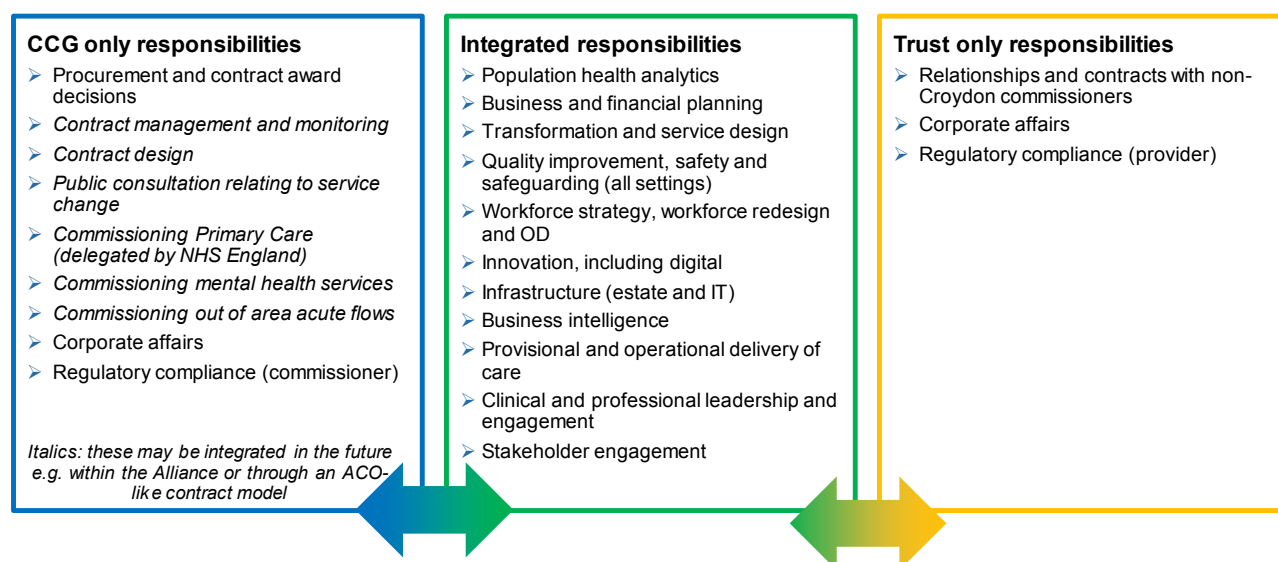 CCG only responsibilities
➢ Procurement and contract award
decisions
➢ Contract management and monitoring
➢ Contract design
➢ Public consultation relating to service
change
➢ Commissioning Primary Care
(delegated by NHS England)
➢ Commissioning mental health services
➢ Commissioning out of area acute flows
➢ Corporate affairs
➢ Regulatory compliance (commissioner)
Italics: these may be integrated in the future
e.g. within the Alliance or through an ACO-
like contract model
Integrated responsibilities
➢ Population health analytics
➢ Business and financial planning
➢ Transformation and service design
➢ Quality improvement, safety and
safeguarding (all settings)
➢ Workforce strategy, workforce redesign
and OD
➢ Innovation, including digital
➢ Infrastructure (estate and IT)
➢ Business intelligence
➢ Provisional and operational delivery of
care
➢ Clinical and professional leadership and
engagement
➢ Stakeholder engagement
Trust only responsibilities
➢ Relationships and contracts with non-
Croydon commissioners
➢ Corporate affairs
➢ Regulatory compliance (provider)